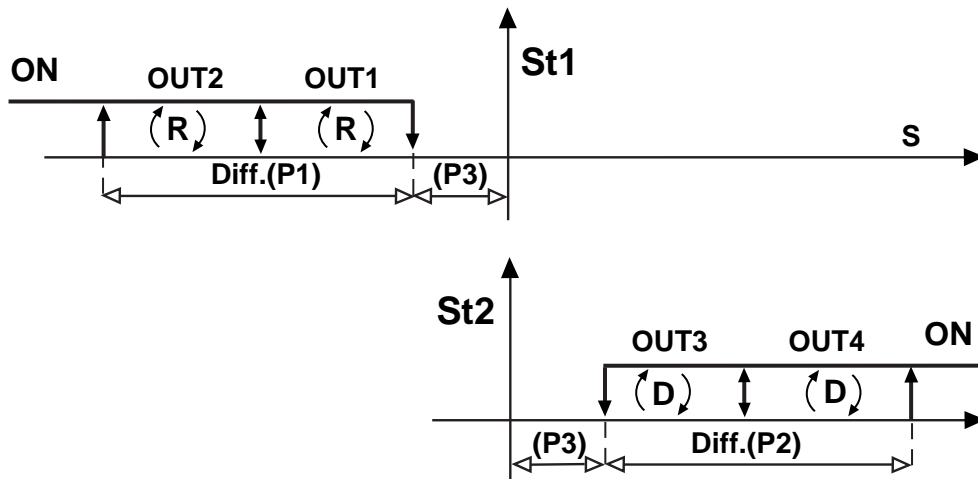 St1
ON OUT2 OUT1
R R S
Diff.(P1) (P3)
St2
OUT3 OUT4 ON
D D
(P3) Diff.(P2)